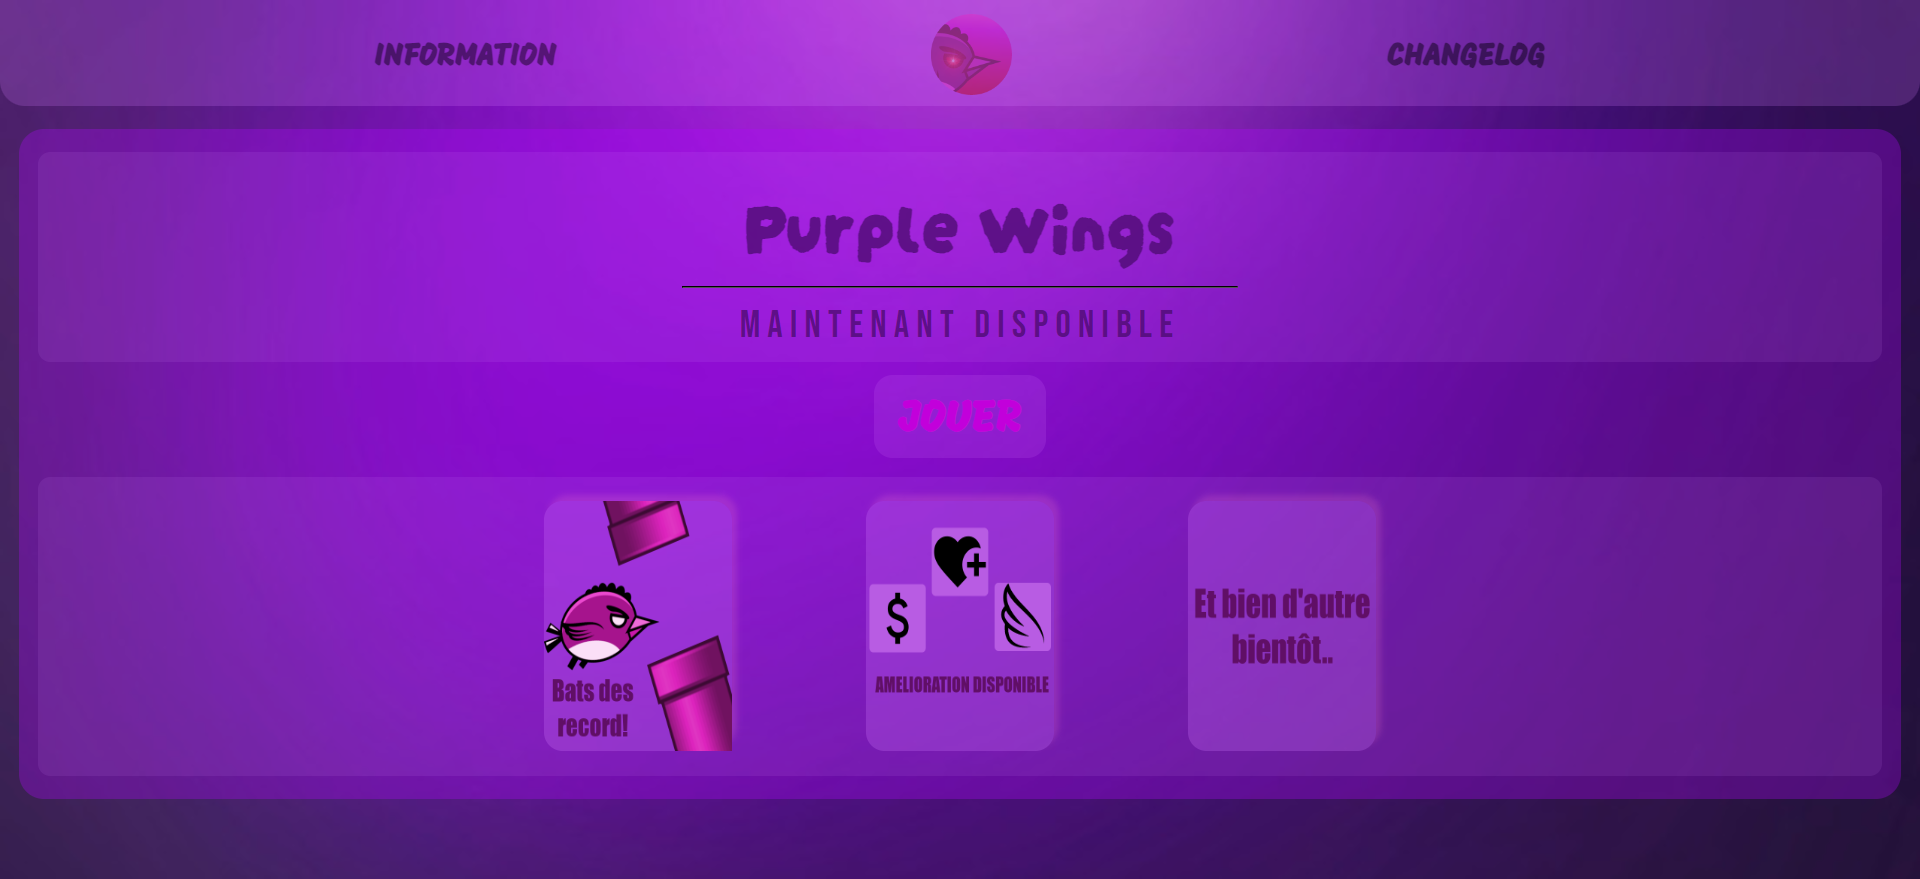 INFORMATION
CHANGELOG
Purple Wings
MAINTENANT DISPONIBLE
JOUER
Bats des
record!
$
AMELIORATION DISPONIBLE
Et bien d'autre
bientôt..